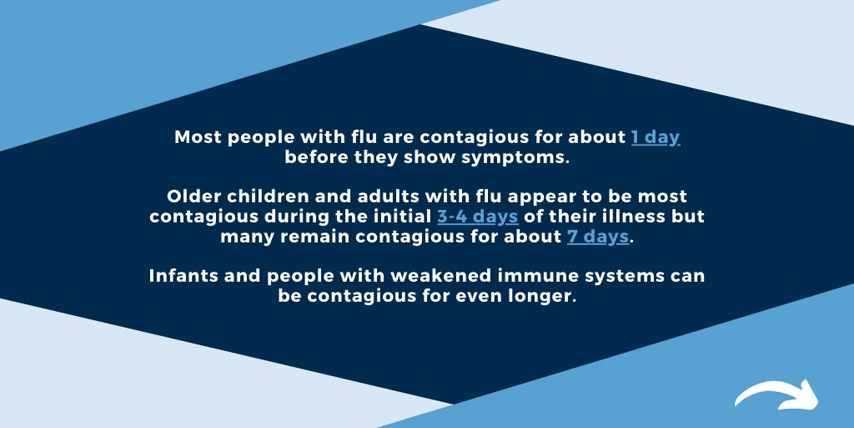 Most people with flu are contagious for about 1 day
before they show symptoms.
Older children and adults with flu appear to be most
contagious during the initial 3-4 days of their illness but
many remain contagious for about 7 days.
Infants and people with weakened immune systems can
be contagious for even longer.